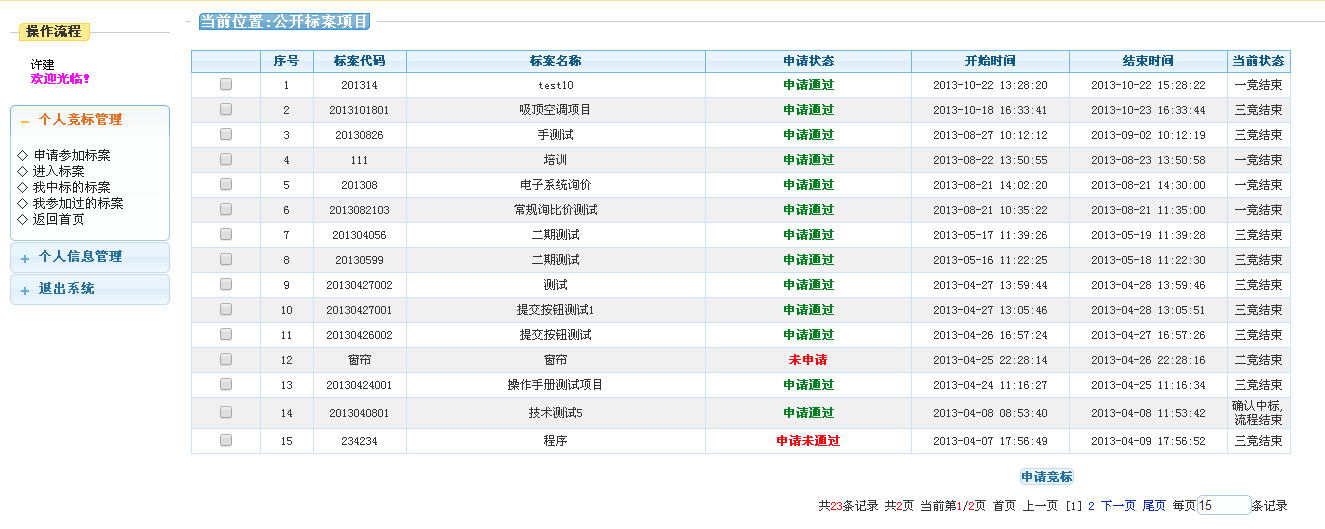 操作流程
许建
欢迎光临!
个人竞标管理
◇ 申请参加标案
◇ 进入标案
◇ 我中标的标案
◇ 我参加过的标案
◇ 返回首页
个人信息管理
退出系统
当前位置:公开标案项目
序号 标案代码 标案名称 申请状态 开始时间 结束时间 当前状态
1 201314 test10 申请通过 2013-10-22 13:28:20 2013-10-22 15:28:22 一竞结束
2 2013101801 吸顶空调项目 申请通过 2013-10-18 16:33:41 2013-10-23 16:33:44 三竞结束
3 20130826 手测试 申请通过 2013-08-27 10:12:12 2013-09-02 10:12:19 三竞结束
4 111 培训 申请通过 2013-08-22 13:50:55 2013-08-23 13:50:58 一竞结束
5 201308 电子系统询价 申请通过 2013-08-21 14:02:20 2013-08-21 14:30:00 一竞结束
6 2013082103 常规询比价测试 申请通过 2013-08-21 10:35:22 2013-08-21 11:35:00 一竞结束
7 201304056 二期测试 申请通过 2013-05-17 11:39:26 2013-05-19 11:39:28 三竞结束
8 20130599 二期测试 申请通过 2013-05-16 11:22:25 2013-05-18 11:22:30 三竞结束
9 20130427002 测试 申请通过 2013-04-27 13:59:44 2013-04-28 13:59:46 三竞结束
10 20130427001 提交按钮测试1 申请通过 2013-04-27 13:05:46 2013-04-28 13:05:51 三竞结束
11 20130426002 提交按钮测试 申请通过 2013-04-26 16:57:24 2013-04-27 16:57:26 三竞结束
12 窗帘 窗帘 未申请 2013-04-25 22:28:14 2013-04-26 22:28:16 二竞结束
13 20130424001 操作手册测试项目 申请通过 2013-04-24 11:16:27 2013-04-25 11:16:34 三竞结束
14 2013040801 技术测试5 申请通过 2013-04-08 08:53:40 2013-04-08 11:53:42 确认中标,
流程结束
15 234234 程序 申请未通过 2013-04-07 17:56:49 2013-04-09 17:56:52 三竞结束
申请竞标
共23条记录 共2页 当前第1/2页 首页 上一页 [1] 2 下一页 尾页 每页15条记录